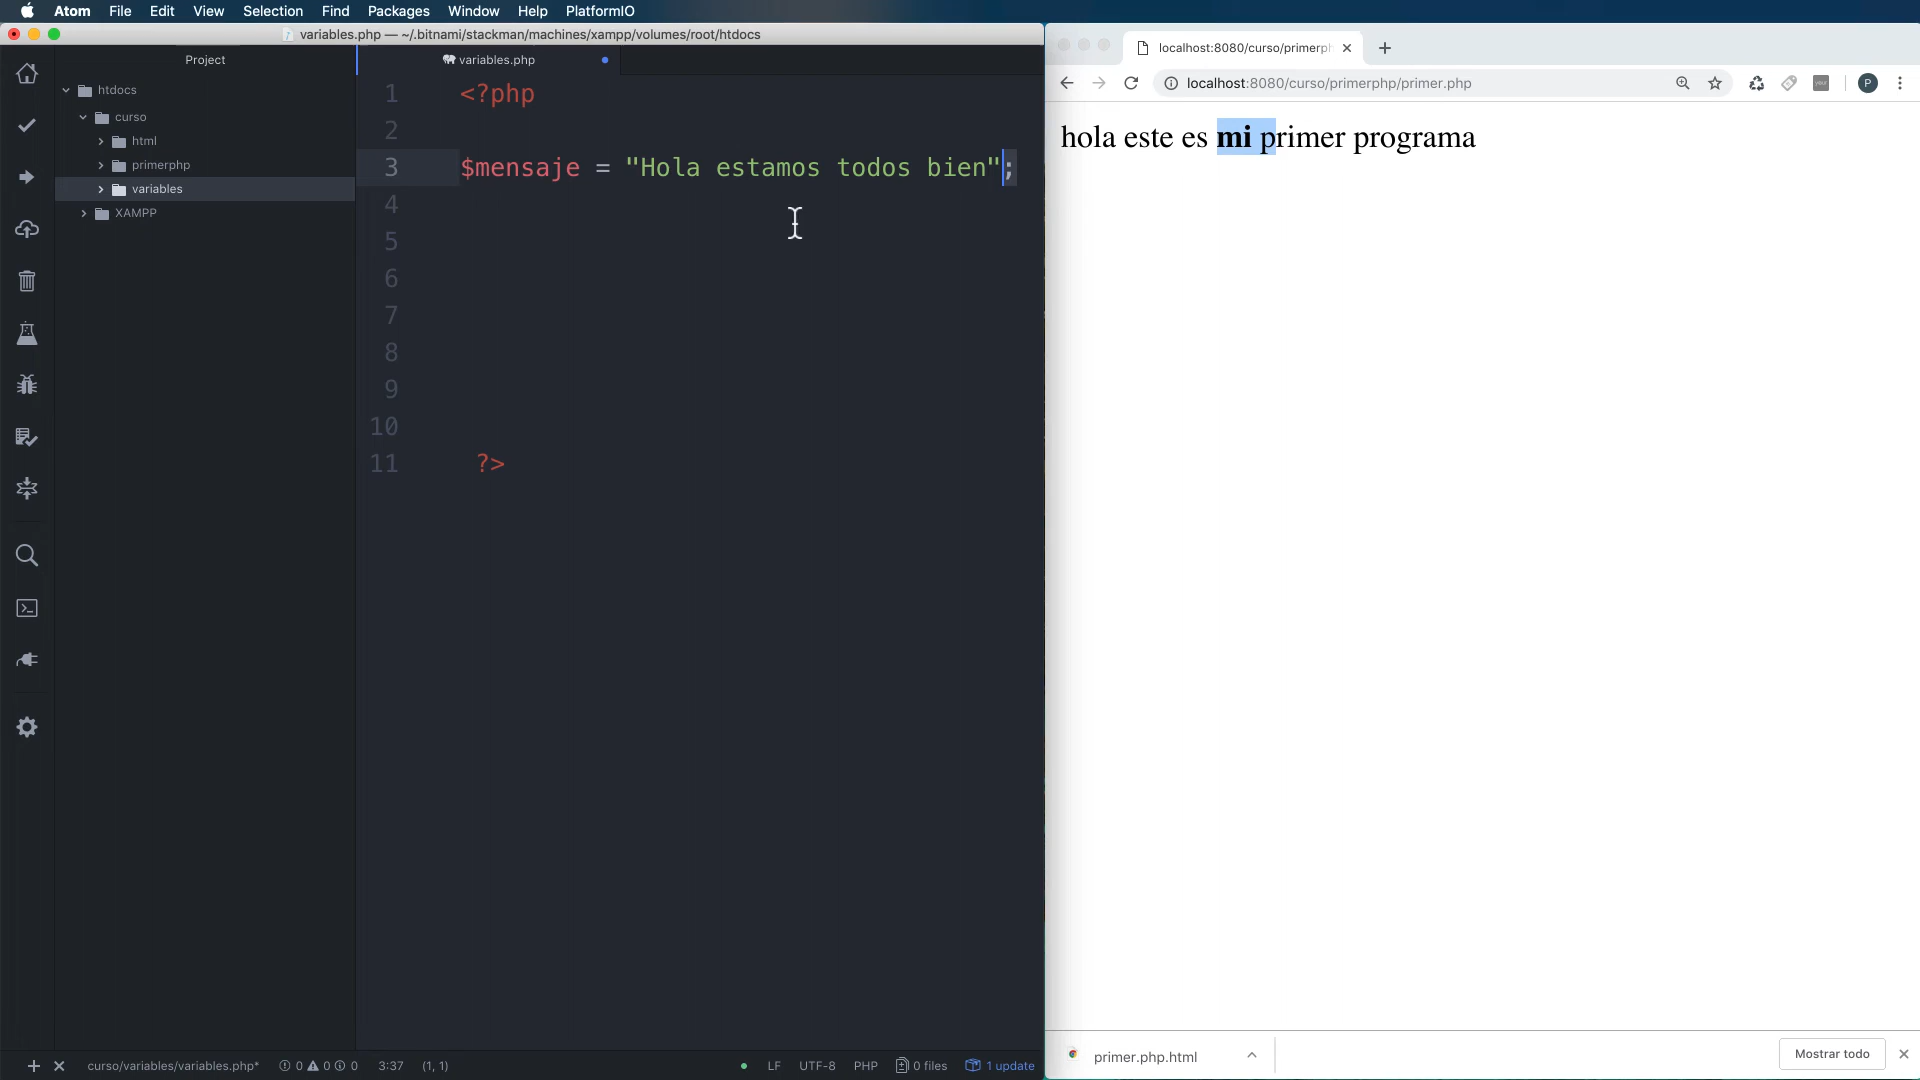 Atom File Edit View Selection Find Packages Window Help PlatformIO
variables.php — ~/.bitnami/stackman/machines/xampp/volumes/root/htdocs
Project
variables.php
htdocs
curso
html
primerphp
variables
XAMPP
1 <?php
2
3 $mensaje = "Hola estamos todos bien";
4
5
6
7
8
9
10
11 ?>
curso/variables/variables.php* 0 0 0 3:37 (1, 1) LF UTF-8 PHP 0 files 1 update
localhost:8080/curso/primerph
localhost:8080/curso/primerphp/primer.php
P
hola este es mi primer programa
primer.php.html
Mostrar todo